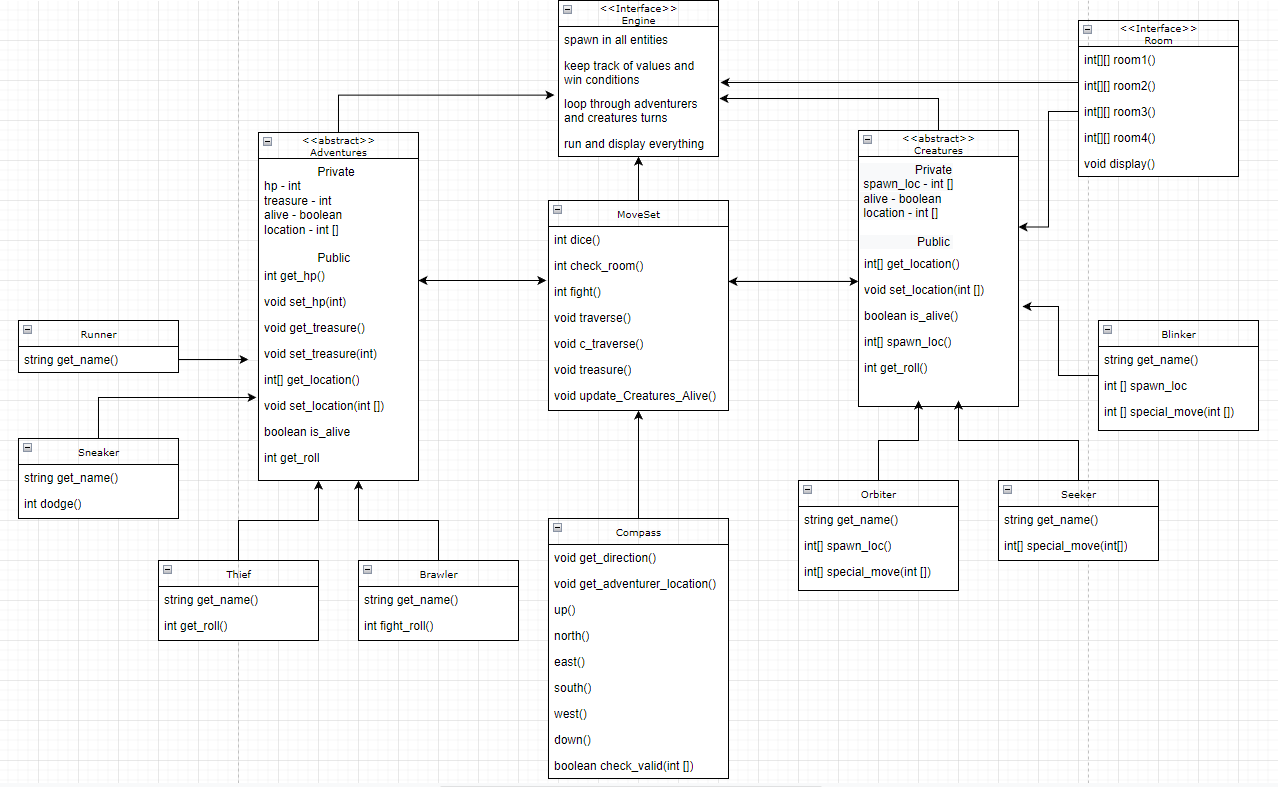 <<Interface>>
Engine
spawn in all entities
keep track of values and
win conditions
loop through adventurers
and creatures turns
run and display everything
<<Interface>>
Room
int[][] room1()
int[][] room2()
int[][] room3()
int[][] room4()
void display()
<<abstract>>
Adventures
Private
hp - int
treasure - int
alive - boolean
location - int []
Public
int get_hp()
void set_hp(int)
void get_treasure()
void set_treasure(int)
int[] get_location()
void set_location(int [])
boolean is_alive
int get_roll
MoveSet
int dice()
int check_room()
int fight()
void traverse()
void c_traverse()
void treasure()
void update_Creatures_Alive()
<<abstract>>
Creatures
Private
spawn_loc - int []
alive - boolean
location - int []
Public
int[] get_location()
void set_location(int [])
boolean is_alive()
int[] spawn_loc()
int get_roll()
Runner
string get_name()
Sneaker
string get_name()
int dodge()
Blinker
string get_name()
int [] spawn_loc
int [] special_move(int [])
Thief
string get_name()
int get_roll()
Brawler
string get_name()
int fight_roll()
Compass
void get_direction()
void get_adventurer_location()
up()
north()
east()
south()
west()
down()
boolean check_valid(int [])
Orbiter
string get_name()
int[] spawn_loc()
int[] special_move(int [])
Seeker
string get_name()
int[] special_move(int[])